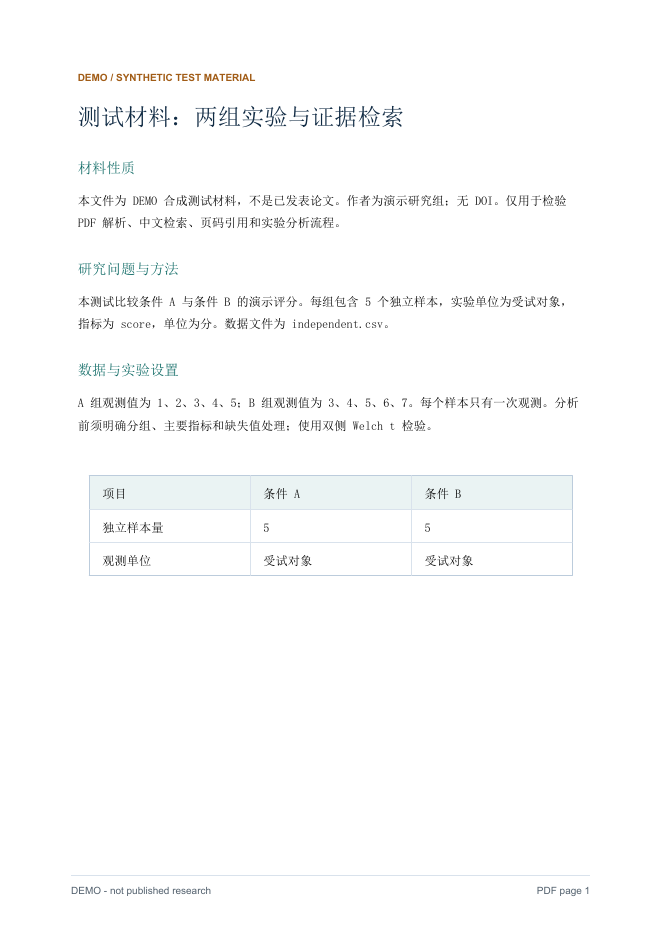 DEMO / SYNTHETIC TEST MATERIAL
测试材料：两组实验与证据检索
材料性质
本文件为 DEMO 合成测试材料，不是已发表论文。作者为演示研究组；无 DOI。仅用于检验
PDF 解析、中文检索、页码引用和实验分析流程。
研究问题与方法
本测试比较条件 A 与条件 B 的演示评分。每组包含 5 个独立样本，实验单位为受试对象，
指标为 score，单位为分。数据文件为 independent.csv。
数据与实验设置
A 组观测值为 1、2、3、4、5；B 组观测值为 3、4、5、6、7。每个样本只有一次观测。分析
前须明确分组、主要指标和缺失值处理；使用双侧 Welch t 检验。
项目 条件 A 条件 B
独立样本量 5 5
观测单位 受试对象 受试对象
DEMO - not published research PDF page 1